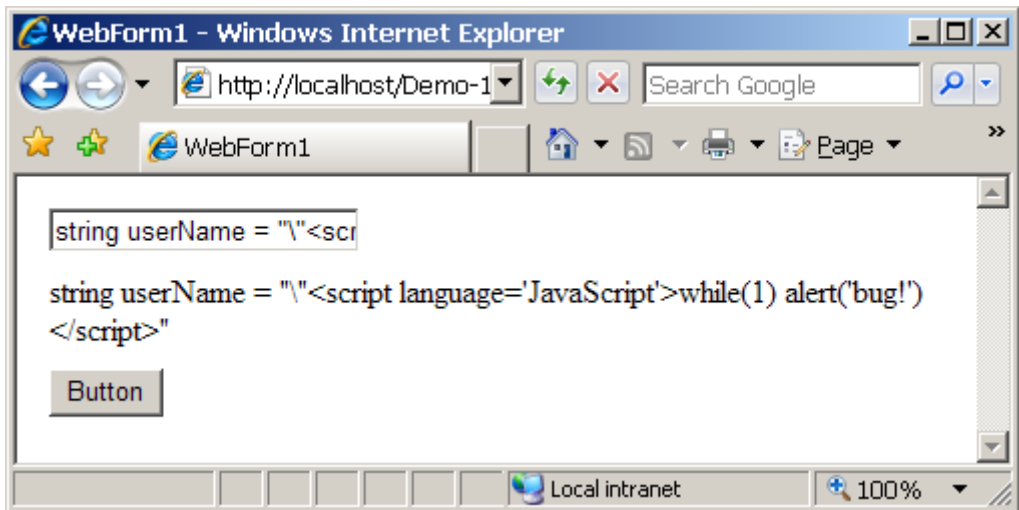 WebForm1 - Windows Internet Explorer
http://localhost/Demo-1
Search Google
WebForm1
Page
»
string userName = "\"<scr
string userName = "\"<script language='JavaScript'>while(1) alert('bug!')
</script>"
Button
Local intranet
100%